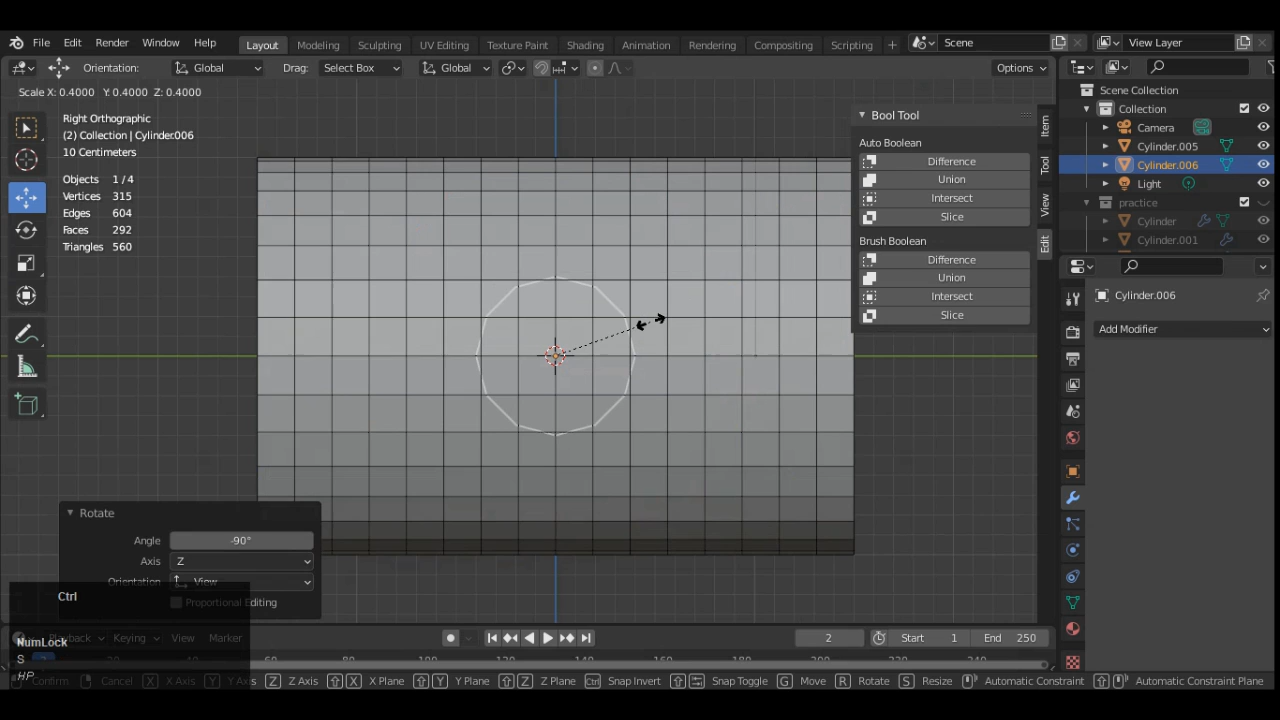 File Edit Render Window Help Layout Modeling Sculpting UV Editing Texture Paint Shading Animation Rendering Compositing Scripting + Scene View Layer
Orientation: Global Drag: Select Box Global Options
Scale X: 0.4000 Y: 0.4000 Z: 0.4000
Right Orthographic
(2) Collection | Cylinder.006
10 Centimeters
Objects 1/4
Vertices 315
Edges 604
Faces 292
Triangles 560
Bool Tool
Auto Boolean
Difference
Union
Intersect
Slice
Brush Boolean
Difference
Union
Intersect
Slice
Item
Tool
View
Edit
Scene Collection
Collection
Camera
Cylinder.005
Cylinder.006
Light
practice
Cylinder
Cylinder.001
Cylinder.006
Add Modifier
Rotate
Angle -90°
Axis Z
Orientation View
Proportional Editing
Ctrl
NumLock
S
HP
Playback Keying View Marker 2 Start 1 End 250
Confirm Cancel X X Axis Y Y Axis Z Z Axis X X Plane Y Y Plane Z Z Plane Ctrl Snap Invert Snap Toggle G Move R Rotate S Resize Automatic Constraint Automatic Constraint Plane